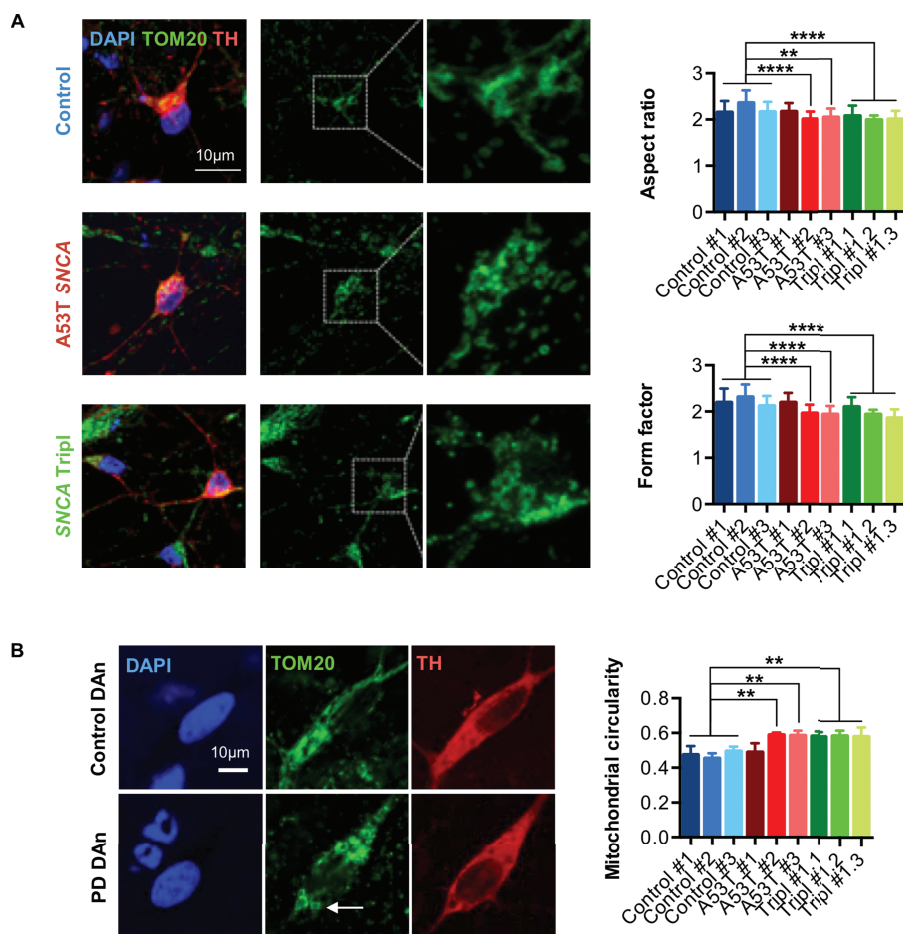 A
DAPI TOM20 TH
Control
10µm
A53T SNCA
SNCA Tripl
****
**
****
Aspect ratio
3
2
1
0
Control #1
Control #2
Control #3
A53T #1
A53T #2
A53T #3
Tripl #1.1
Tripl #1.2
Tripl #1.3
****
****
****
Form factor
3
2
1
0
Control #1
Control #2
Control #3
A53T #1
A53T #2
A53T #3
Tripl #1.1
Tripl #1.2
Tripl #1.3
B
DAPI
TOM20
TH
Control DAn
10µm
PD DAn
**
**
**
Mitochondrial circularity
0.8
0.6
0.4
0.2
0.0
Control #1
Control #2
Control #3
A53T #1
A53T #2
A53T #3
Tripl #1.1
Tripl #1.2
Tripl #1.3